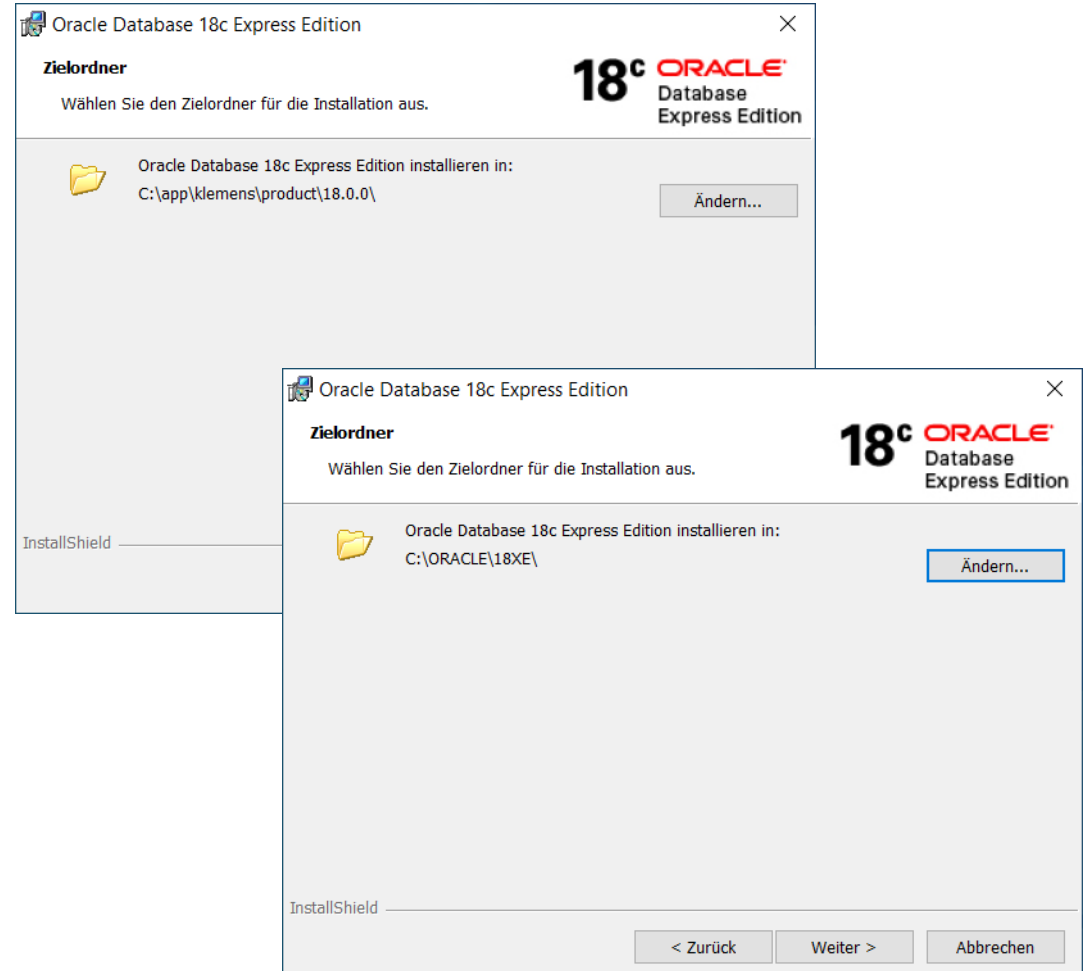 Oracle Database 18c Express Edition
Zielordner
Wählen Sie den Zielordner für die Installation aus.
18c ORACLE
Database
Express Edition
Oracle Database 18c Express Edition installieren in:
C:\app\klemens\product\18.0.0\
Ändern...
InstallShield
Oracle Database 18c Express Edition
Zielordner
Wählen Sie den Zielordner für die Installation aus.
18c ORACLE
Database
Express Edition
Oracle Database 18c Express Edition installieren in:
C:\ORACLE\18XE\
Ändern...
InstallShield
< Zurück
Weiter >
Abbrechen